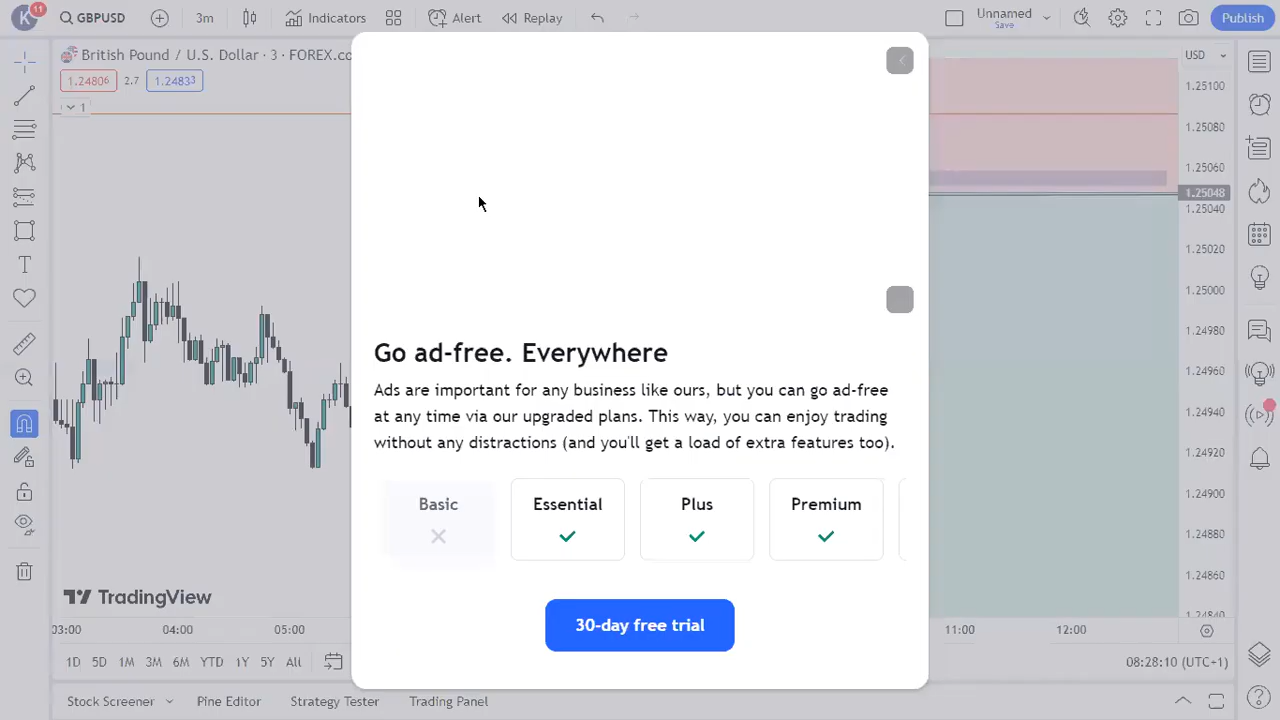 K
11
GBPUSD
3m
Indicators
Alert
Replay
Unnamed
Save
Publish
British Pound / U.S. Dollar · 3 · FOREX.co
1.24806
2.7
1.24833
1
USD
1.25100
1.25080
1.25060
1.25048
1.25040
1.25020
1.25000
1.24980
1.24960
1.24940
1.24920
1.24900
1.24880
1.24860
1.24840
Go ad-free. Everywhere
Ads are important for any business like ours, but you can go ad-free
at any time via our upgraded plans. This way, you can enjoy trading
without any distractions (and you'll get a load of extra features too).
Basic
Essential
Plus
Premium
30-day free trial
TradingView
03:00
04:00
05:00
11:00
12:00
1D
5D
1M
3M
6M
YTD
1Y
5Y
All
08:28:10 (UTC+1)
Stock Screener
Pine Editor
Strategy Tester
Trading Panel